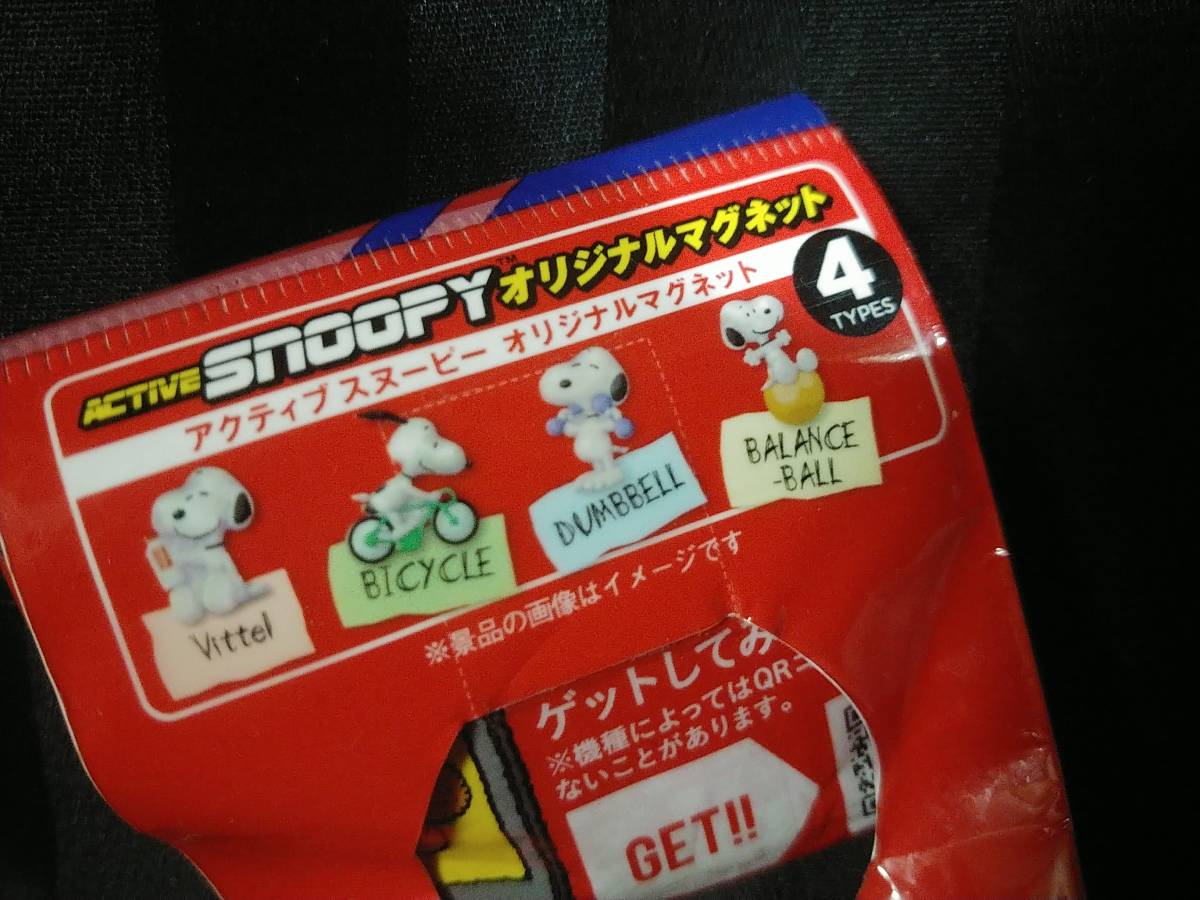 ACTIVE SNOOPY™ オリジナルマグネット
アクティブ スヌーピー オリジナルマグネット
4
TYPES
Vittel
BICYCLE
DUMBBELL
BALANCE
-BALL
※景品の画像はイメージです
ゲットしてみ
※機種によってはQRコ
ないことがあります。
GET!!